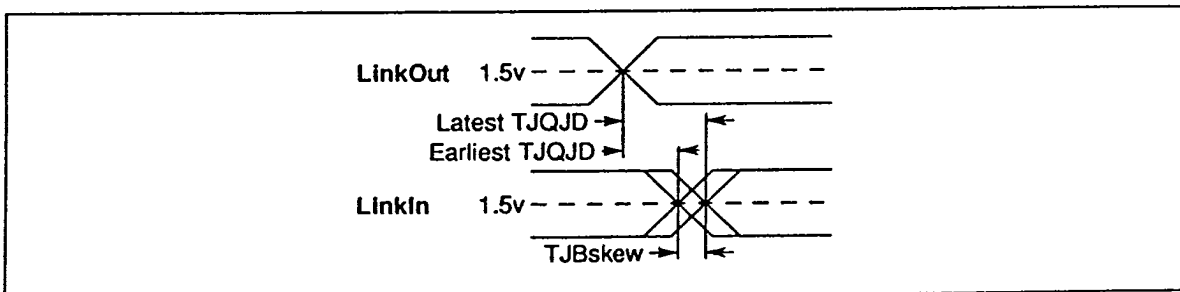 LinkOut 1.5v
Latest TJQJD
Earliest TJQJD
LinkIn 1.5v
TJBskew